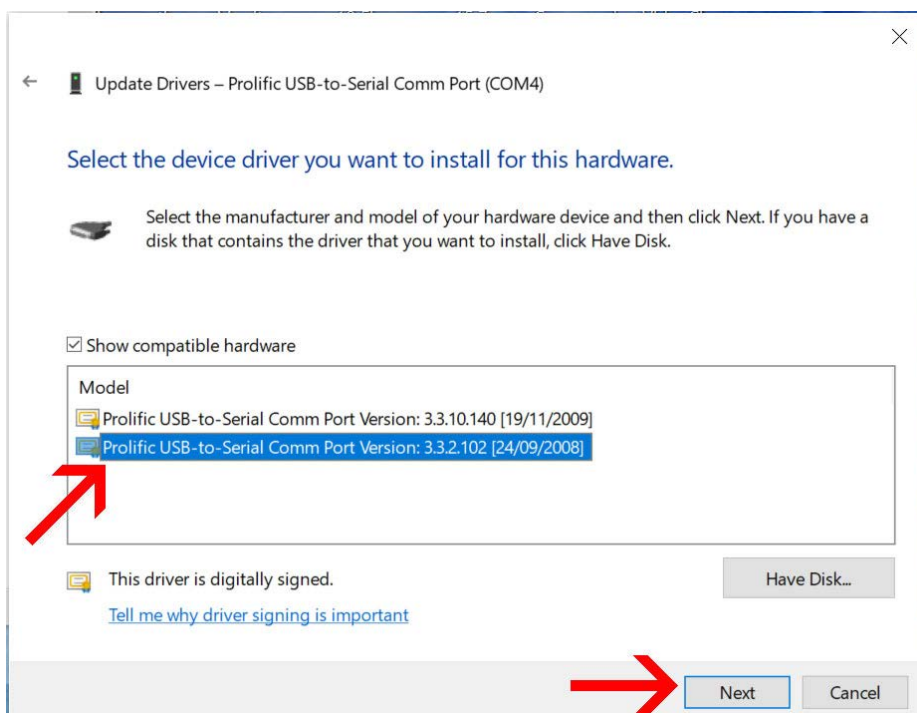 Update Drivers – Prolific USB-to-Serial Comm Port (COM4)
Select the device driver you want to install for this hardware.
Select the manufacturer and model of your hardware device and then click Next. If you have a
disk that contains the driver that you want to install, click Have Disk.
Show compatible hardware
Model
Prolific USB-to-Serial Comm Port Version: 3.3.10.140 [19/11/2009]
Prolific USB-to-Serial Comm Port Version: 3.3.2.102 [24/09/2008]
This driver is digitally signed.
Have Disk...
Tell me why driver signing is important
Next
Cancel